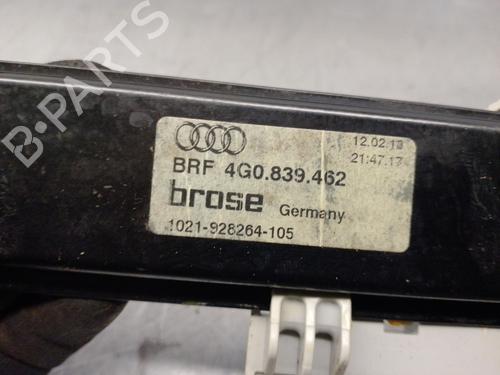 B-PARTS
12.02.13
21:47.17
BRF 4G0.839.462
brose Germany
1021-928264-105